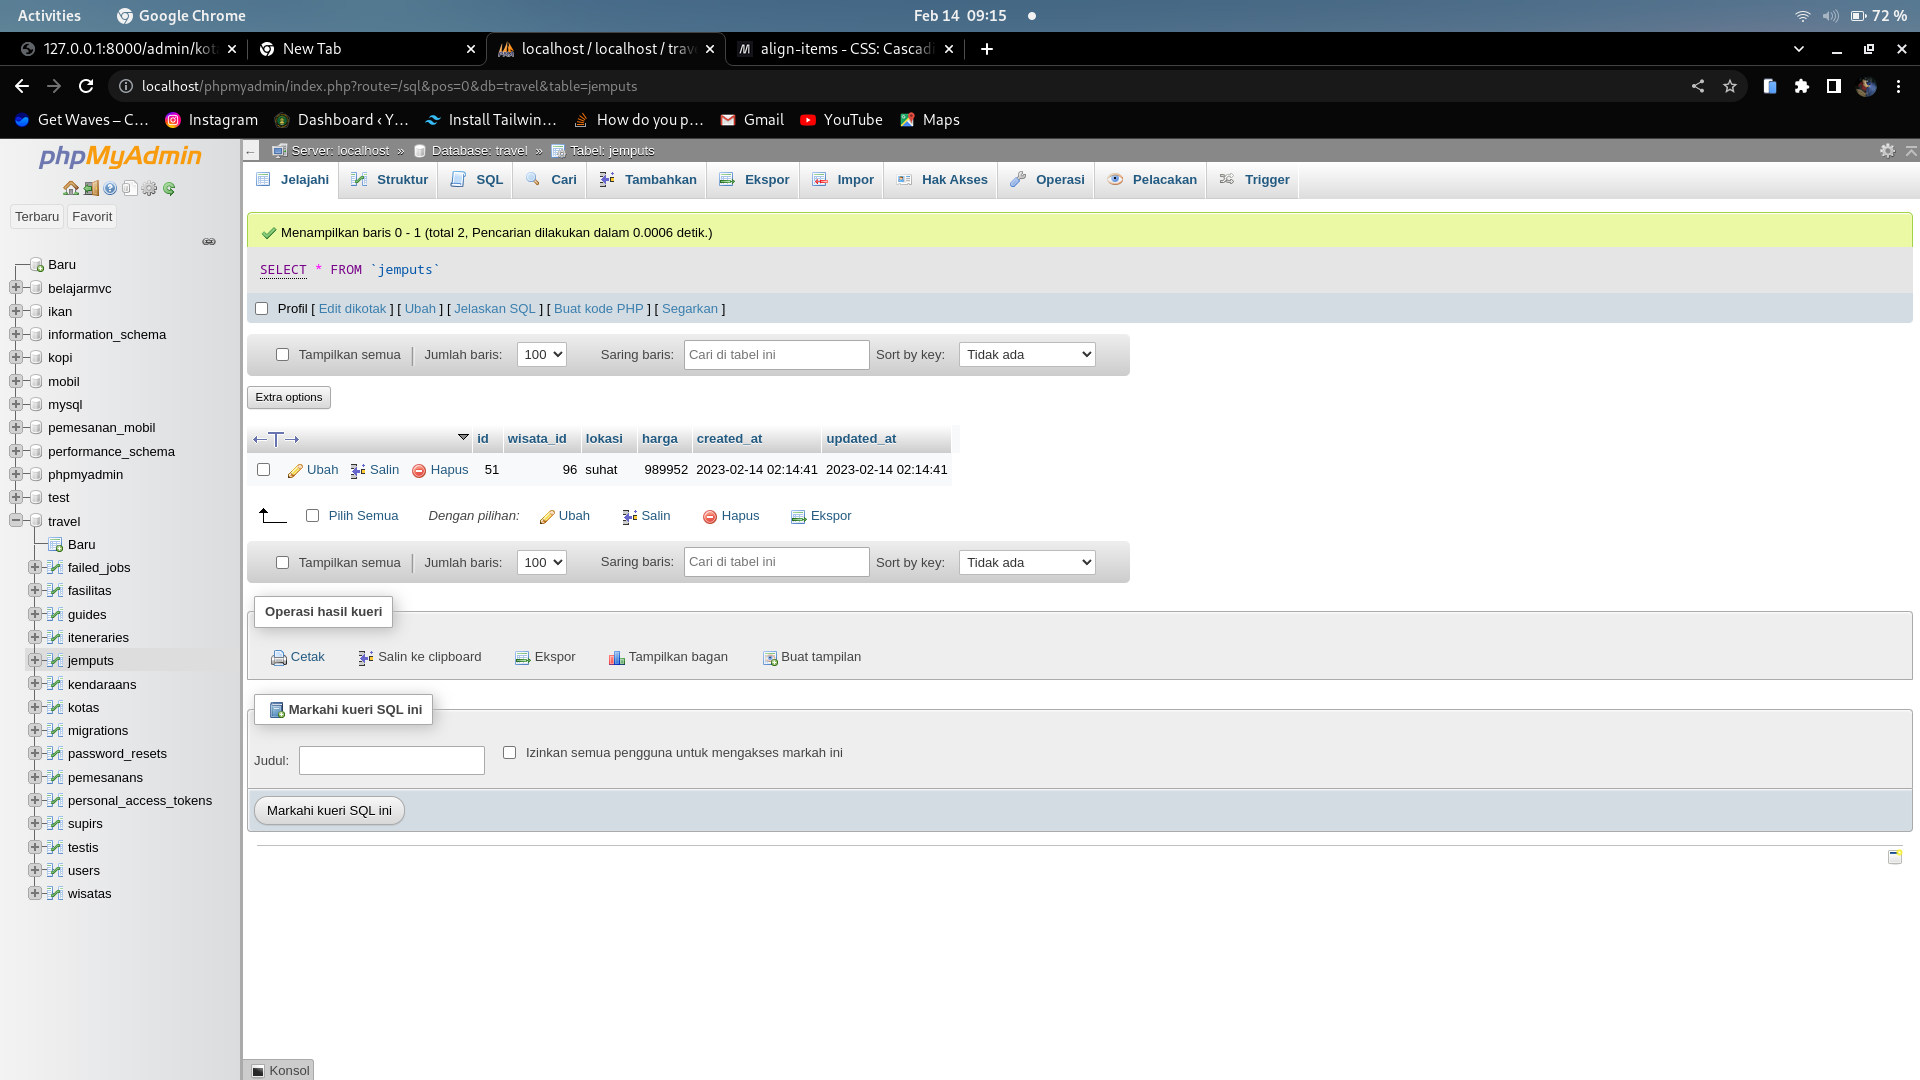 Activities
Google Chrome
Feb 14 09:15
72 %
127.0.0.1:8000/admin/kot
New Tab
localhost / localhost / trav
align-items - CSS: Cascadi
localhost/phpmyadmin/index.php?route=/sql&pos=0&db=travel&table=jemputs
Get Waves – C…
Instagram
Dashboard ‹ Y…
Install Tailwin…
How do you p…
Gmail
YouTube
Maps
phpMyAdmin
Terbaru
Favorit
Baru
belajarmvc
ikan
information_schema
kopi
mobil
mysql
pemesanan_mobil
performance_schema
phpmyadmin
test
travel
Baru
failed_jobs
fasilitas
guides
iteneraries
jemputs
kendaraans
kotas
migrations
password_resets
pemesanans
personal_access_tokens
supirs
testis
users
wisatas
Server: localhost » Database: travel » Tabel: jemputs
Jelajahi
Struktur
SQL
Cari
Tambahkan
Ekspor
Impor
Hak Akses
Operasi
Pelacakan
Trigger
Menampilkan baris 0 - 1 (total 2, Pencarian dilakukan dalam 0.0006 detik.)
SELECT * FROM `jemputs`
Profil [ Edit dikotak ] [ Ubah ] [ Jelaskan SQL ] [ Buat kode PHP ] [ Segarkan ]
Tampilkan semua | Jumlah baris: 100 Saring baris: Cari di tabel ini Sort by key: Tidak ada
Extra options
←T→ id wisata_id lokasi harga created_at updated_at
Ubah Salin Hapus 51 96 suhat 989952 2023-02-14 02:14:41 2023-02-14 02:14:41
Pilih Semua Dengan pilihan: Ubah Salin Hapus Ekspor
Tampilkan semua | Jumlah baris: 100 Saring baris: Cari di tabel ini Sort by key: Tidak ada
Operasi hasil kueri
Cetak Salin ke clipboard Ekspor Tampilkan bagan Buat tampilan
Markahi kueri SQL ini
Judul: Izinkan semua pengguna untuk mengakses markah ini
Markahi kueri SQL ini
Konsol